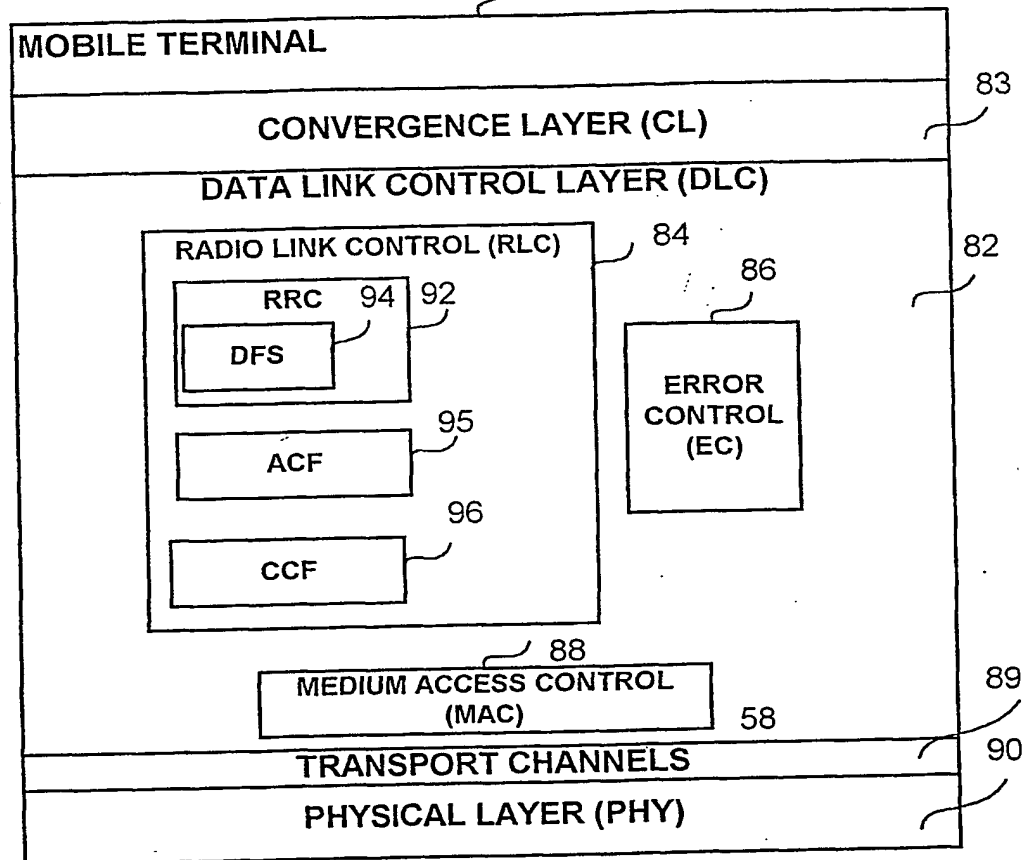 MOBILE TERMINAL
83
CONVERGENCE LAYER (CL)
DATA LINK CONTROL LAYER (DLC)
RADIO LINK CONTROL (RLC)
84
82
86
RRC
94
92
DFS
ERROR
CONTROL
(EC)
95
ACF
96
CCF
88
MEDIUM ACCESS CONTROL
(MAC)
58
89
TRANSPORT CHANNELS
90
PHYSICAL LAYER (PHY)